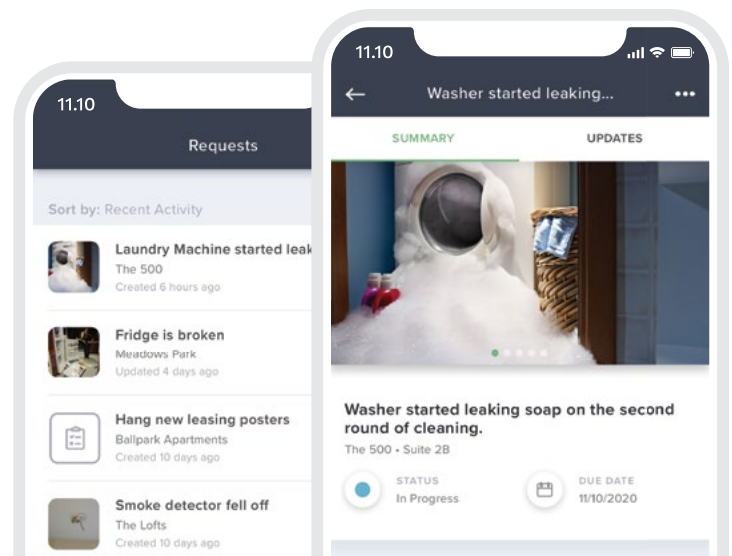 11.10
Requests
Sort by: Recent Activity
Laundry Machine started leak
The 500
Created 6 hours ago
Fridge is broken
Meadows Park
Updated 4 days ago
Hang new leasing posters
Ballpark Apartments
Created 10 days ago
Smoke detector fell off
The Lofts
Created 10 days ago
11.10
Washer started leaking...
SUMMARY
UPDATES
Washer started leaking soap on the second
round of cleaning.
The 500 • Suite 2B
STATUS
In Progress
DUE DATE
11/10/2020